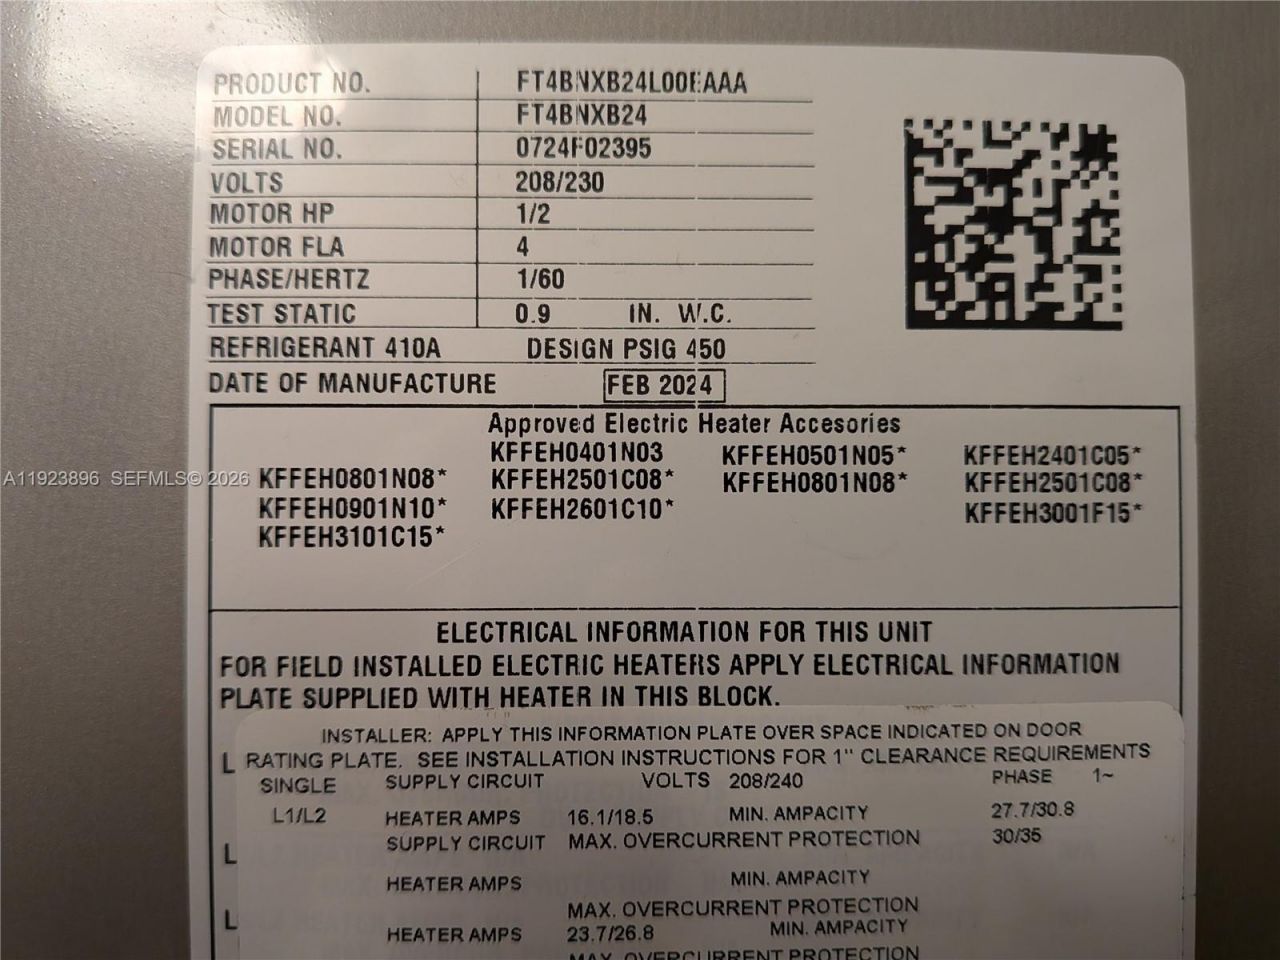 PRODUCT NO. FT4BNXB24L00EAAA
MODEL NO. FT4BNXB24
SERIAL NO. 0724F02395
VOLTS 208/230
MOTOR HP 1/2
MOTOR FLA 4
PHASE/HERTZ 1/60
TEST STATIC 0.9 IN. W.C.
REFRIGERANT 410A DESIGN PSIG 450
DATE OF MANUFACTURE FEB 2024
Approved Electric Heater Accesories
KFFEH0401N03 KFFEH0501N05* KFFEH2401C05*
KFFEH0801N08* KFFEH2501C08* KFFEH0801N08* KFFEH2501C08*
KFFEH0901N10* KFFEH2601C10* KFFEH3001F15*
KFFEH3101C15*
A11923896 SEFMLS© 2026
ELECTRICAL INFORMATION FOR THIS UNIT
FOR FIELD INSTALLED ELECTRIC HEATERS APPLY ELECTRICAL INFORMATION
PLATE SUPPLIED WITH HEATER IN THIS BLOCK.
INSTALLER: APPLY THIS INFORMATION PLATE OVER SPACE INDICATED ON DOOR
L RATING PLATE. SEE INSTALLATION INSTRUCTIONS FOR 1" CLEARANCE REQUIREMENTS
SINGLE SUPPLY CIRCUIT VOLTS 208/240 PHASE 1~
L1/L2 HEATER AMPS 16.1/18.5 MIN. AMPACITY 27.7/30.8
L SUPPLY CIRCUIT MAX. OVERCURRENT PROTECTION 30/35
HEATER AMPS MIN. AMPACITY
MAX. OVERCURRENT PROTECTION
L HEATER AMPS 23.7/26.8 MIN. AMPACITY
MAX. OVERCURRENT PROTECTION